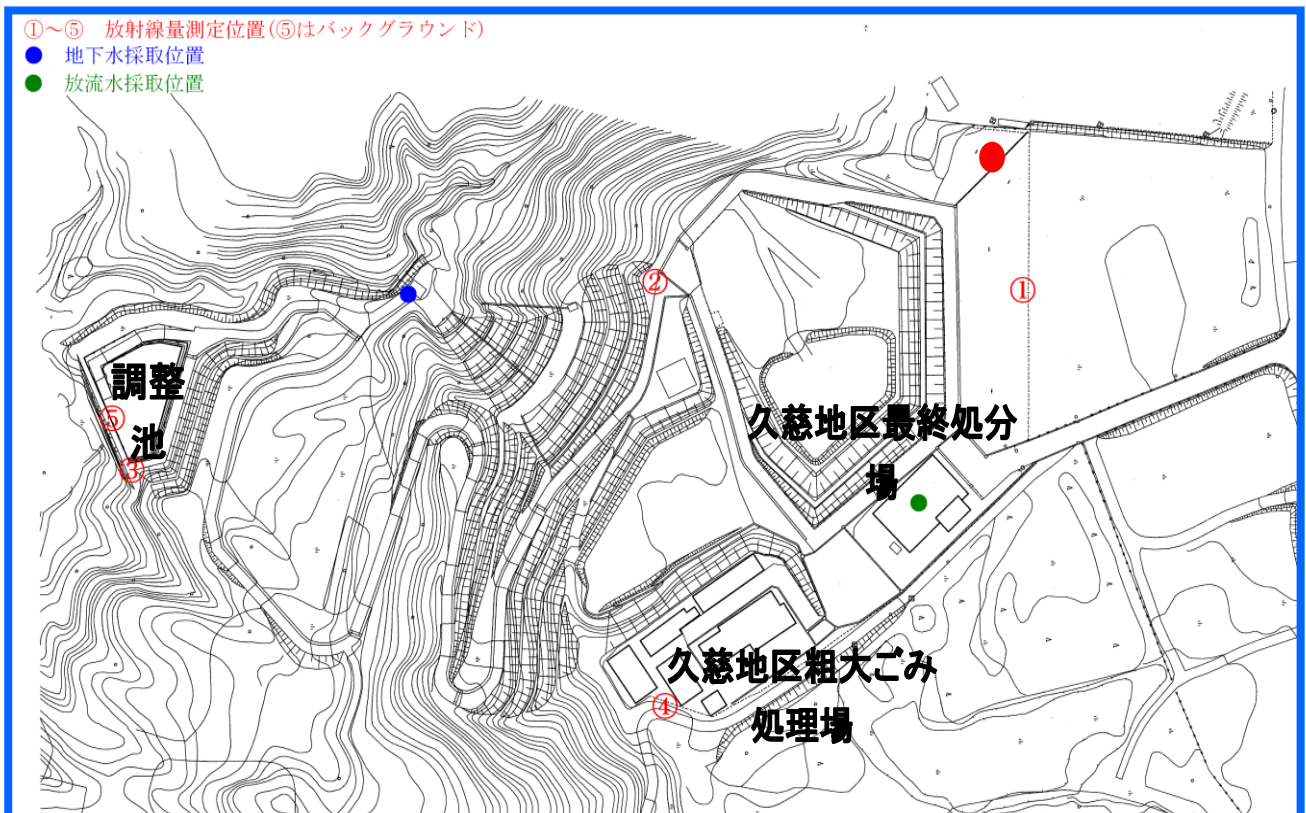 ①～⑤ 放射線量測定位置(⑤はバックグラウンド)
● 地下水採取位置
● 放流水採取位置
②
①
調整
池
⑤
③
久慈地区最終処分
場
久慈地区粗大ごみ
処理場
④